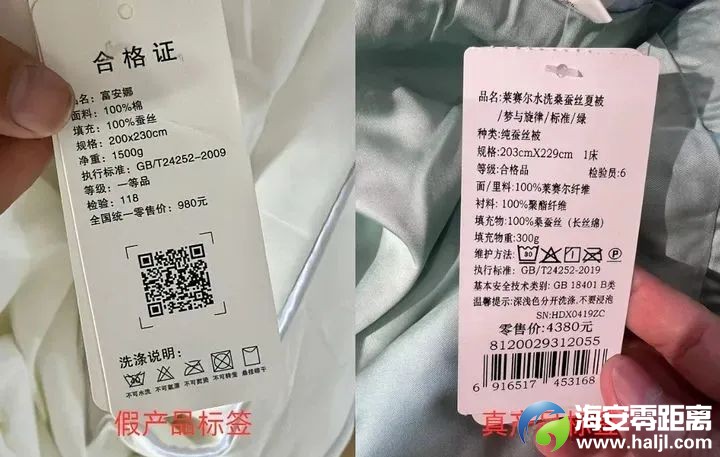 合格证
品名：富安娜
面料：100%棉
填充：100%蚕丝
规格：200x230cm
净重：1500g
执行标准：GB/T24252-2009
等级：一等品
检验：118
全国统一零售价：980元
洗涤说明：
不可水洗 不可氯漂 不可熨烫 不可转笼 悬挂晾干
假产品标签
品名:莱赛尔水洗桑蚕丝夏被
/梦与旋律/标准/绿
种类:纯蚕丝被
规格:203cmX229cm 1床
等级:合格品 检验员:6
面/里料:100%莱赛尔纤维
衬料:100%聚酯纤维
填充物:100%桑蚕丝（长丝绵）
填充物重:300g
维护方法:
执行标准: GB/T24252-2019
基本安全技术类别: GB 18401 B类
温馨提示:深浅色分开洗涤,不要浸泡
SN:HDX0419ZC
零售价:4380元
8120029312055
6 916517 453168
真产品标签
海安零距离
www.haijl.com